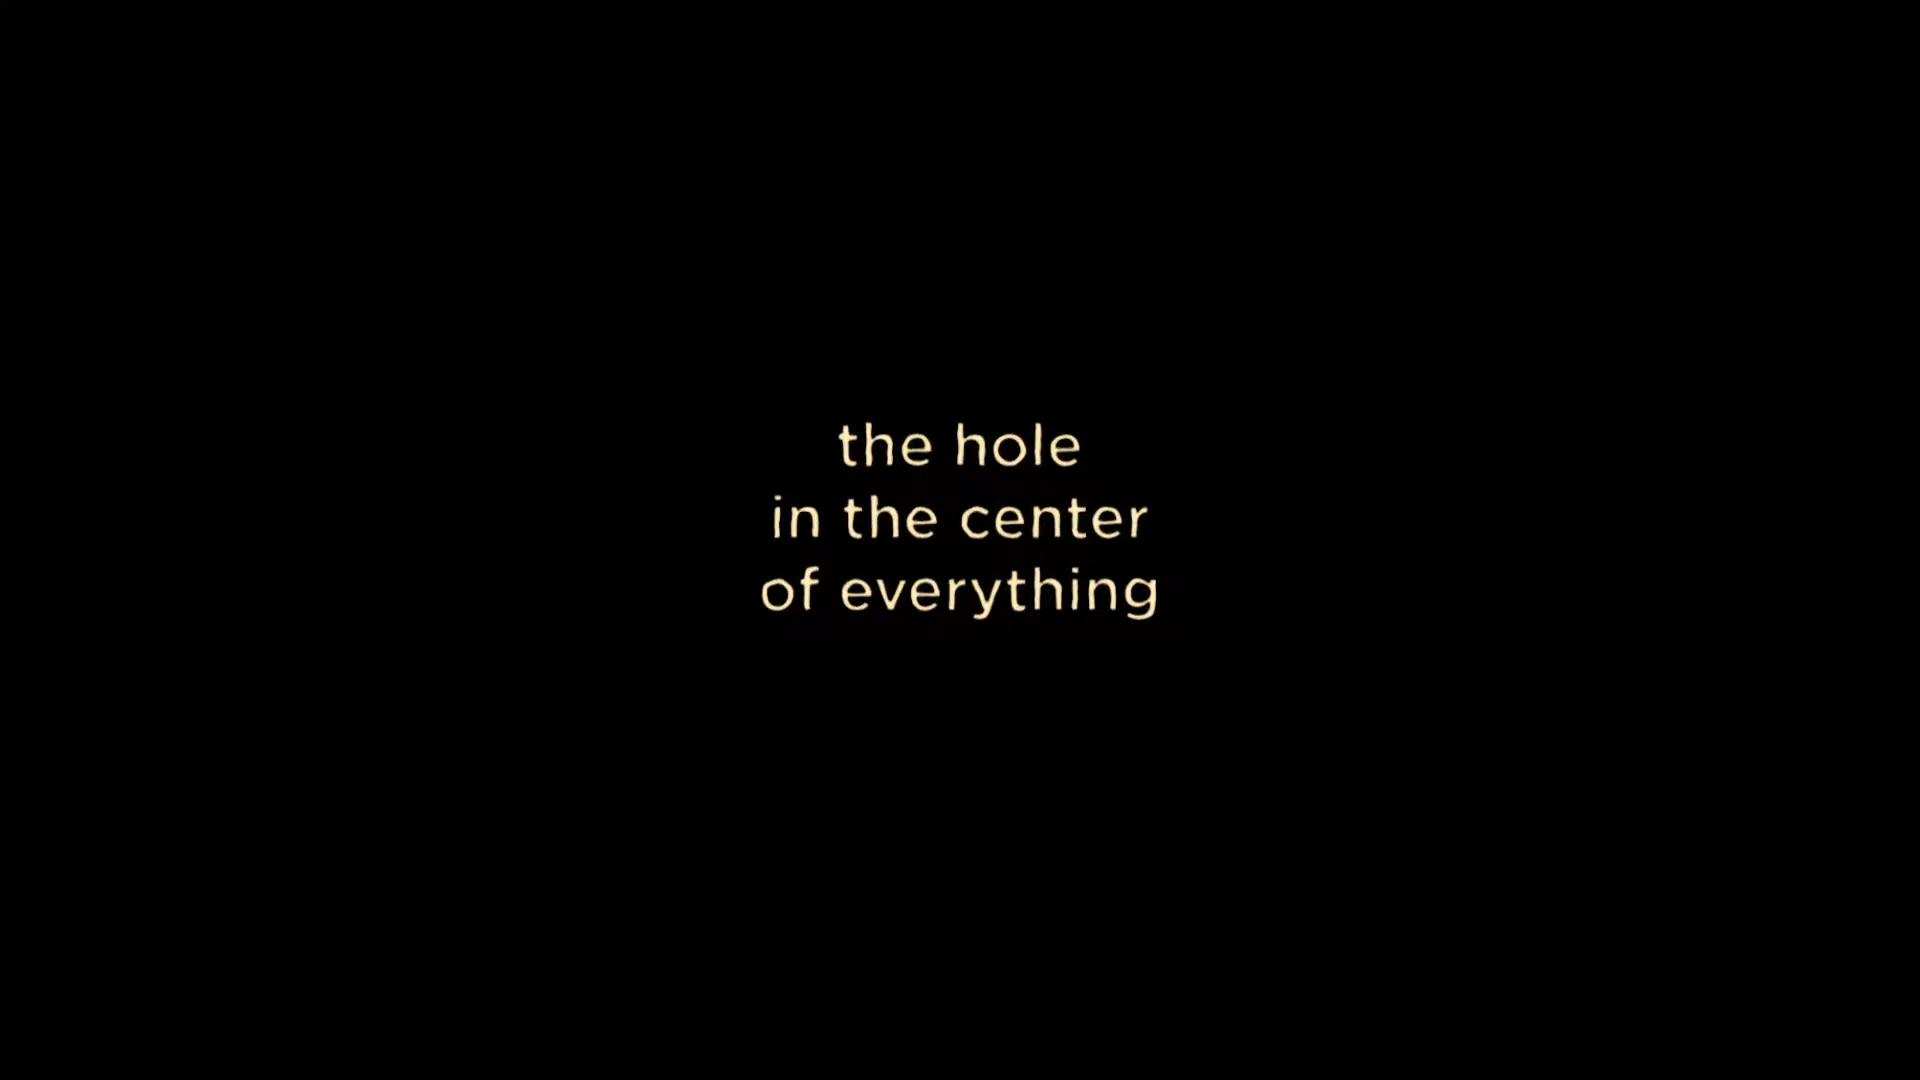 the hole
in the center
of everything